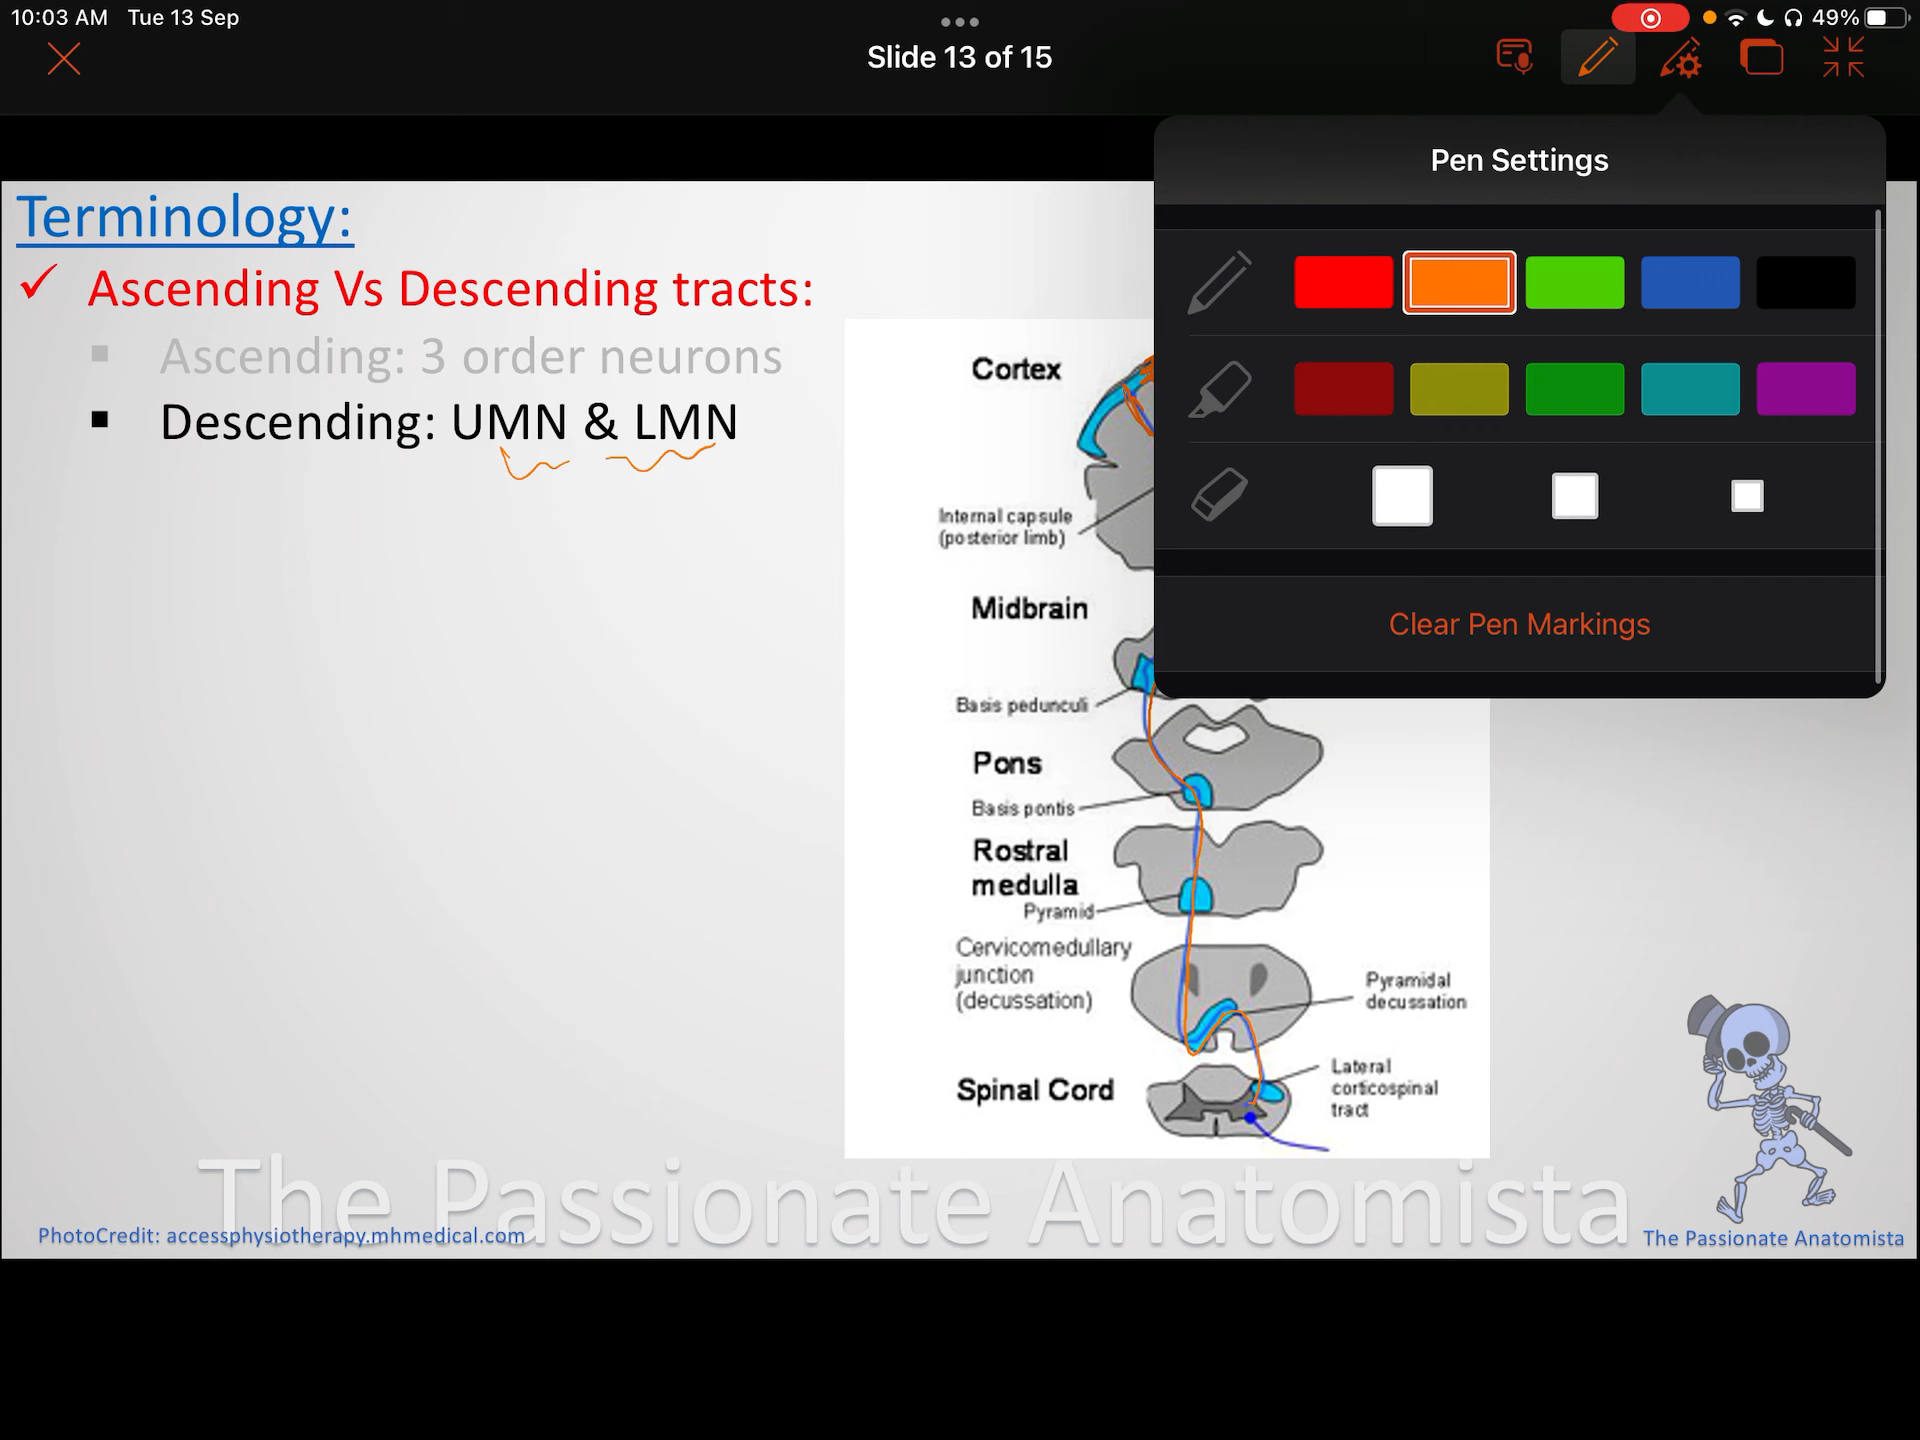 10:03 AM Tue 13 Sep
49%
Slide 13 of 15
Pen Settings
Clear Pen Markings
Terminology:
Ascending Vs Descending tracts:
Ascending: 3 order neurons
Descending: UMN & LMN
Cortex
Internal capsule
(posterior limb)
Midbrain
Basis pedunculi
Pons
Basis pontis
Rostral
medulla
Pyramid
Cervicomedullary
junction
(decussation)
Pyramidal
decussation
Spinal Cord
Lateral
corticospinal
tract
The Passionate Anatomista
PhotoCredit: accessphysiotherapy.mhmedical.com
The Passionate Anatomista